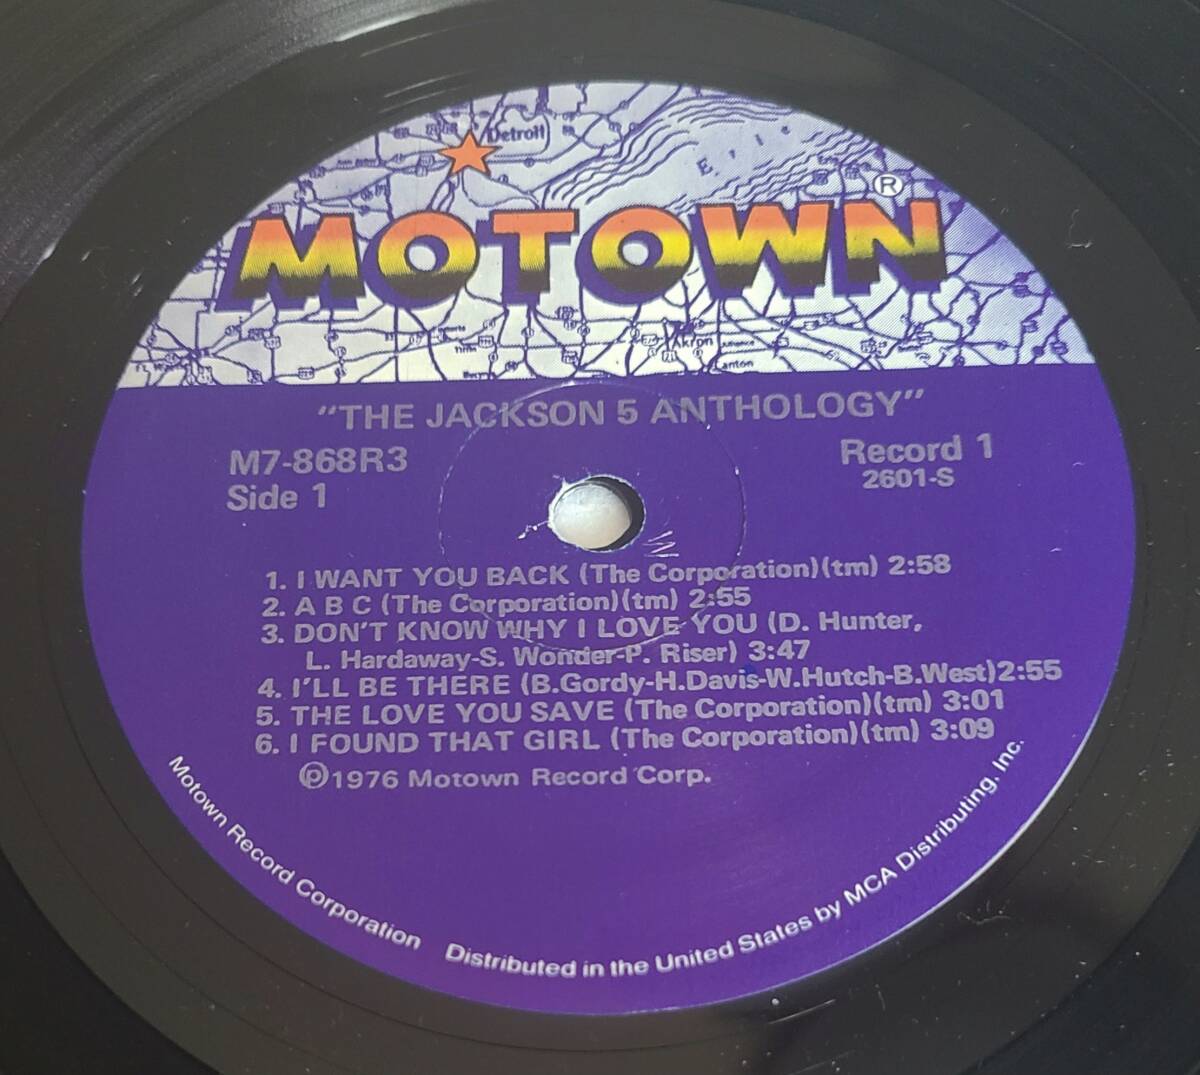 Detroit
Erie
MOTOWN®
Akron
Canton
"THE JACKSON 5 ANTHOLOGY"
M7-868R3
Record 1
Side 1
2601-S
1. I WANT YOU BACK (The Corporation)(tm) 2:58
2. A B C (The Corporation)(tm) 2:55
3. DON'T KNOW WHY I LOVE YOU (D. Hunter,
L. Hardaway-S. Wonder-P. Riser) 3:47
4. I'LL BE THERE (B.Gordy-H.Davis-W.Hutch-B.West)2:55
5. THE LOVE YOU SAVE (The Corporation)(tm) 3:01
6. I FOUND THAT GIRL (The Corporation)(tm) 3:09
℗1976 Motown Record Corp.
Motown Record Corporation Distributed in the United States by MCA Distributing, Inc.